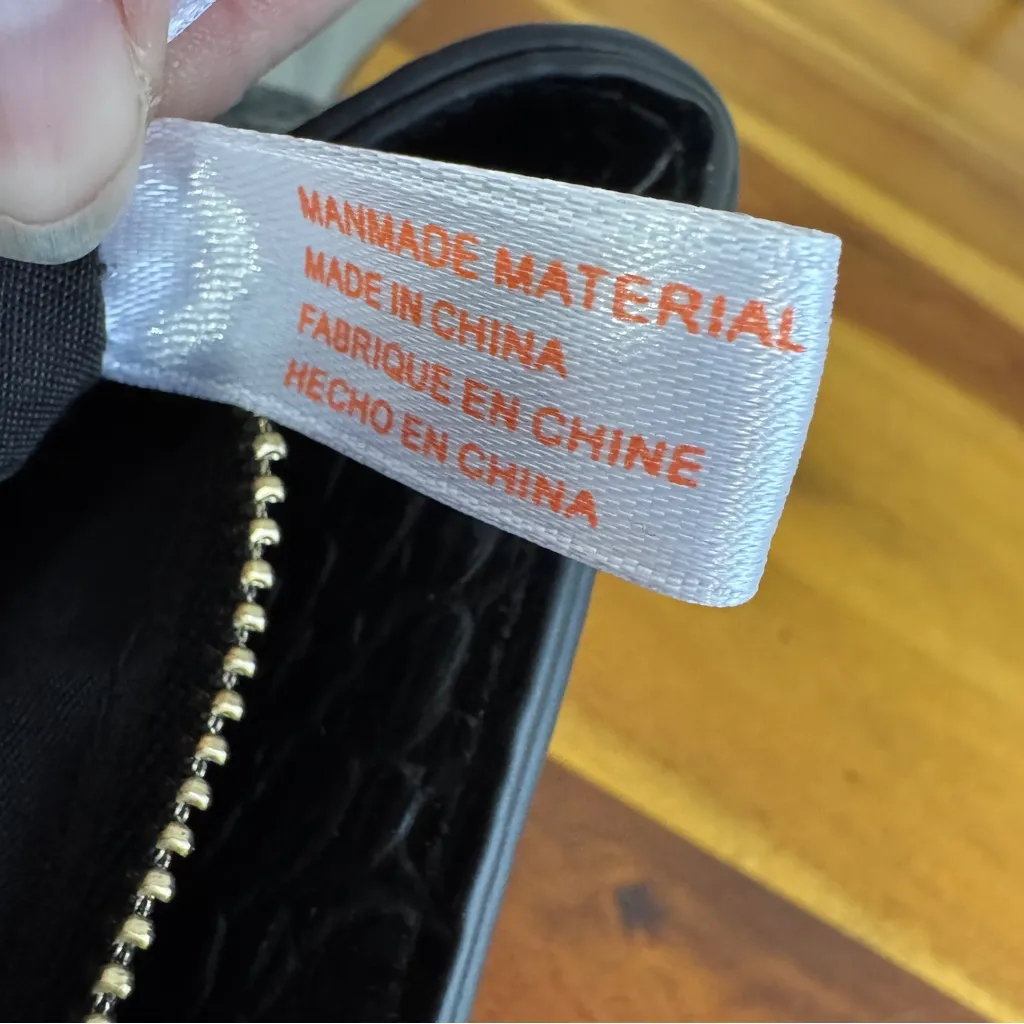 MANMADE MATERIAL
MADE IN CHINA
FABRIQUE EN CHINE
HECHO EN CHINA